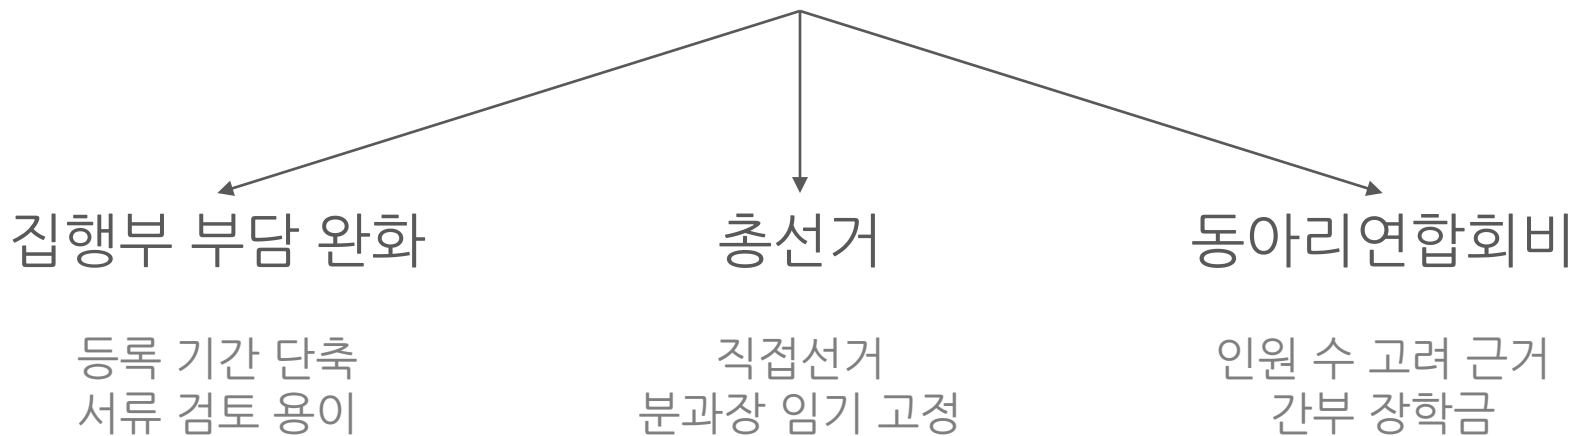 집행부 부담 완화
등록 기간 단축
서류 검토 용이
총선거
직접선거
분과장 임기 고정
동아리연합회비
인원 수 고려 근거
간부 장학금